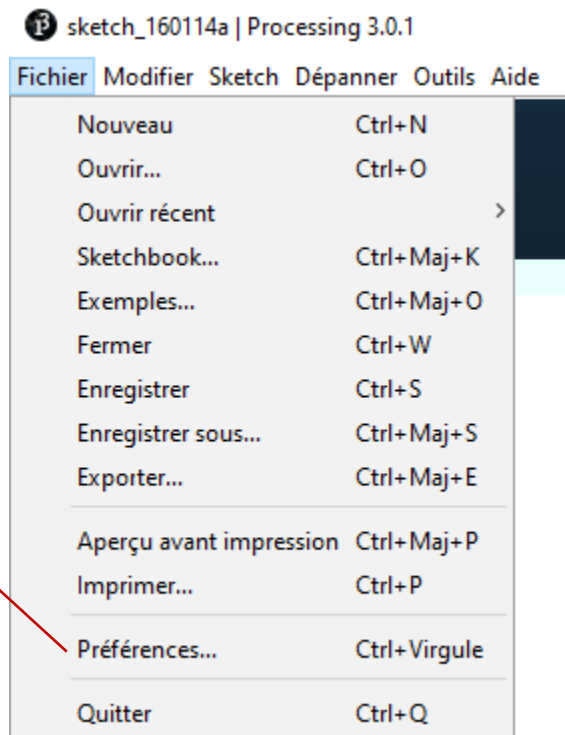 sketch_160114a | Processing 3.0.1
Fichier Modifier Sketch Dépanner Outils Aide
Nouveau Ctrl+N
Ouvrir... Ctrl+O
Ouvrir récent >
Sketchbook... Ctrl+Maj+K
Exemples... Ctrl+Maj+O
Fermer Ctrl+W
Enregistrer Ctrl+S
Enregistrer sous... Ctrl+Maj+S
Exporter... Ctrl+Maj+E
Aperçu avant impression Ctrl+Maj+P
Imprimer... Ctrl+P
Préférences... Ctrl+Virgule
Quitter Ctrl+Q